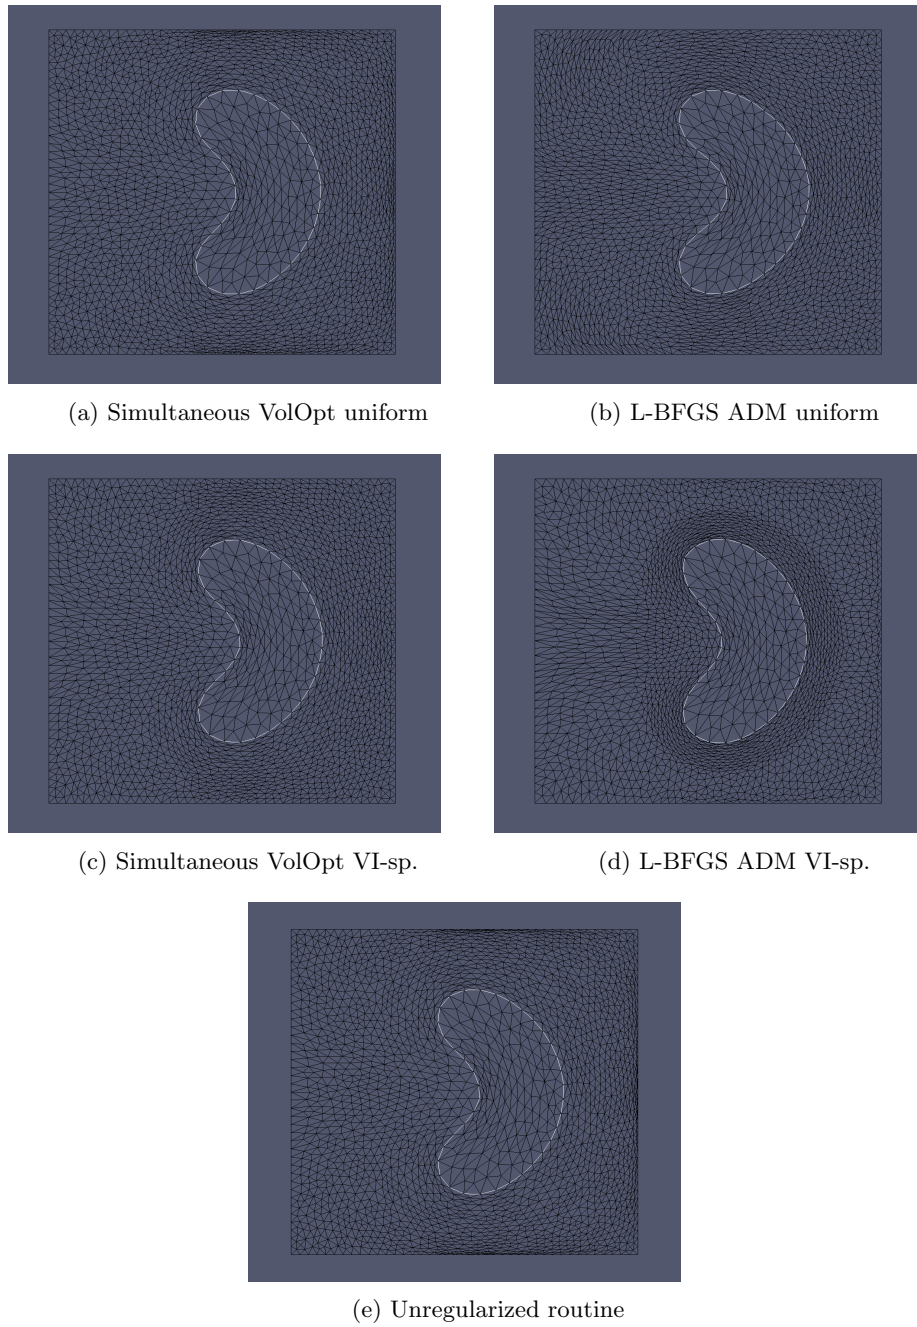 (a) Simultaneous VolOpt uniform
(b) L-BFGS ADM uniform
(c) Simultaneous VolOpt VI-sp.
(d) L-BFGS ADM VI-sp.
(e) Unregularized routine